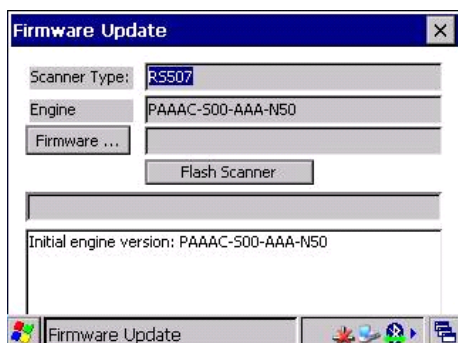 Firmware Update
Scanner Type: RS507
Engine PAAAC-S00-AAA-N50
Firmware ...
Flash Scanner
Initial engine version: PAAAC-S00-AAA-N50
Firmware Update